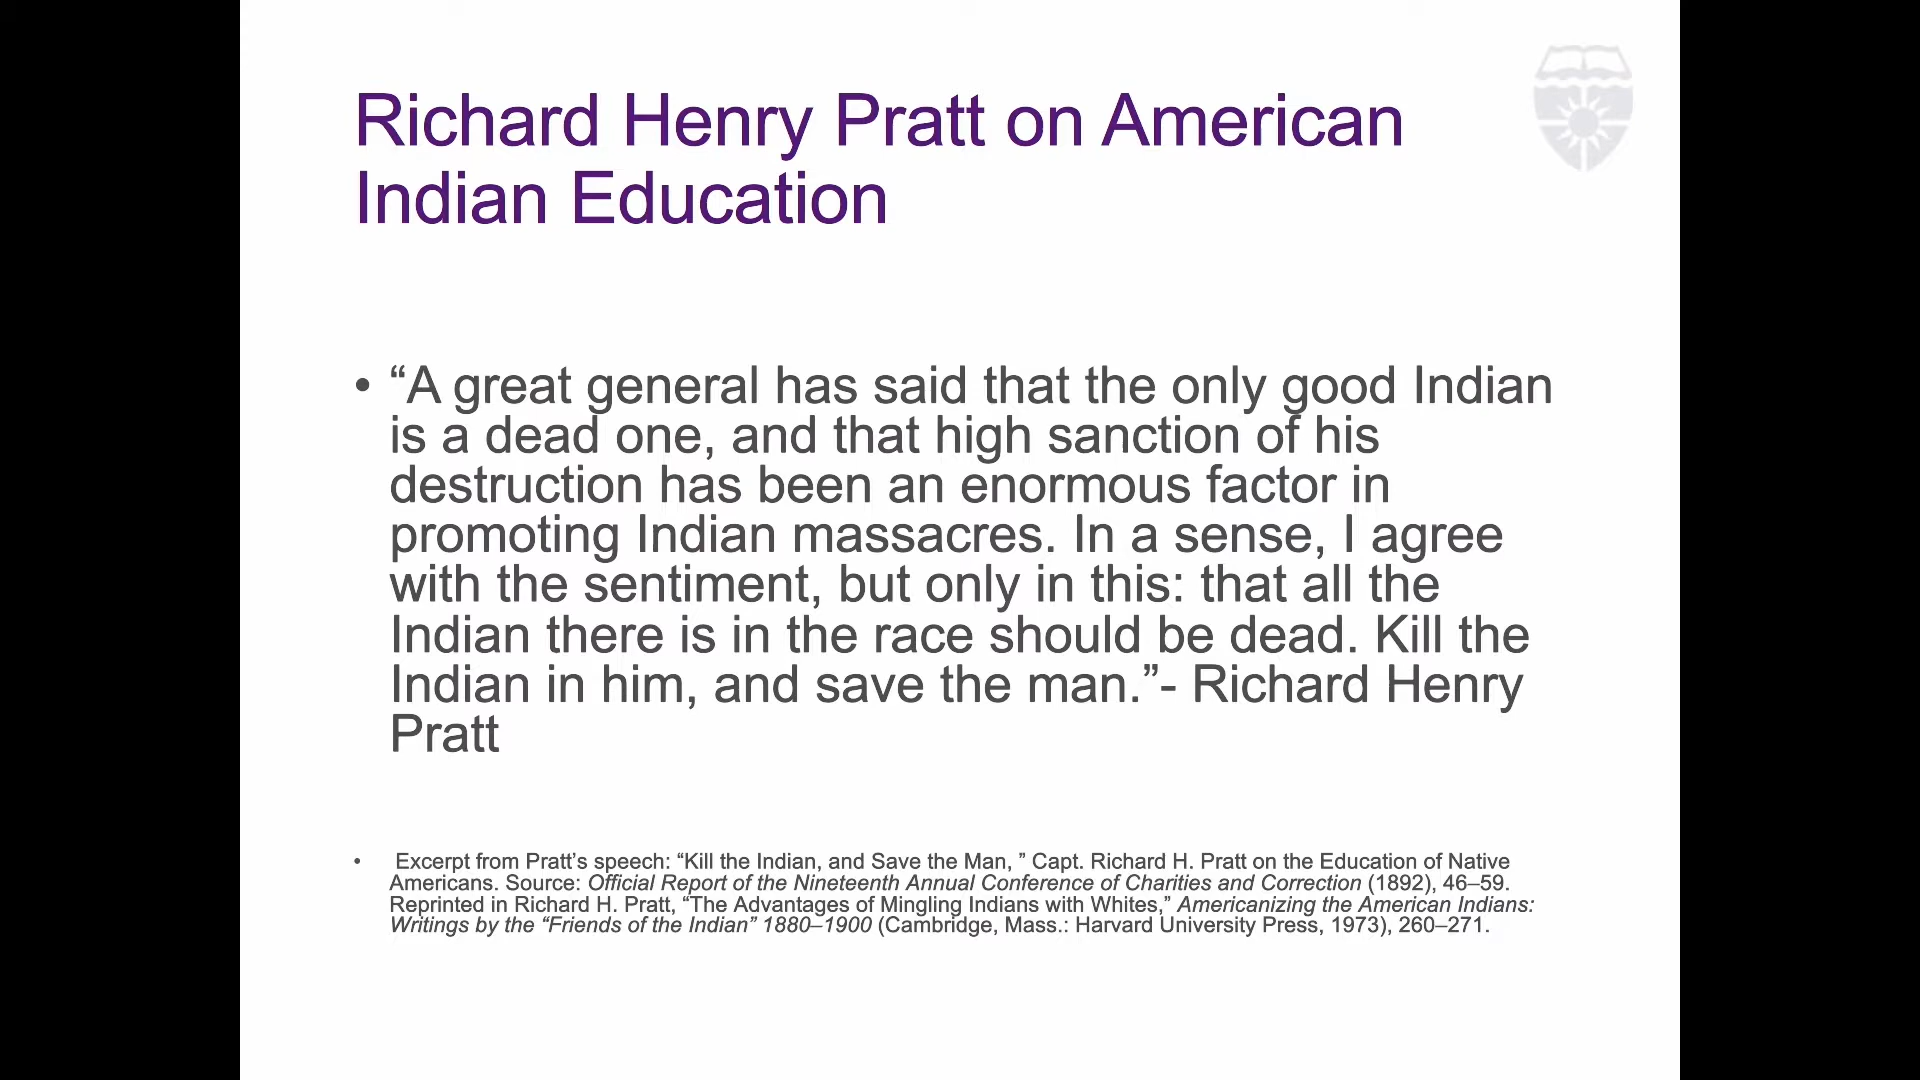 Richard Henry Pratt on American
Indian Education
• “A great general has said that the only good Indian
is a dead one, and that high sanction of his
destruction has been an enormous factor in
promoting Indian massacres. In a sense, I agree
with the sentiment, but only in this: that all the
Indian there is in the race should be dead. Kill the
Indian in him, and save the man.”- Richard Henry
Pratt
• Excerpt from Pratt’s speech: “Kill the Indian, and Save the Man, ” Capt. Richard H. Pratt on the Education of Native
Americans. Source: Official Report of the Nineteenth Annual Conference of Charities and Correction (1892), 46–59.
Reprinted in Richard H. Pratt, “The Advantages of Mingling Indians with Whites,” Americanizing the American Indians:
Writings by the “Friends of the Indian” 1880–1900 (Cambridge, Mass.: Harvard University Press, 1973), 260–271.